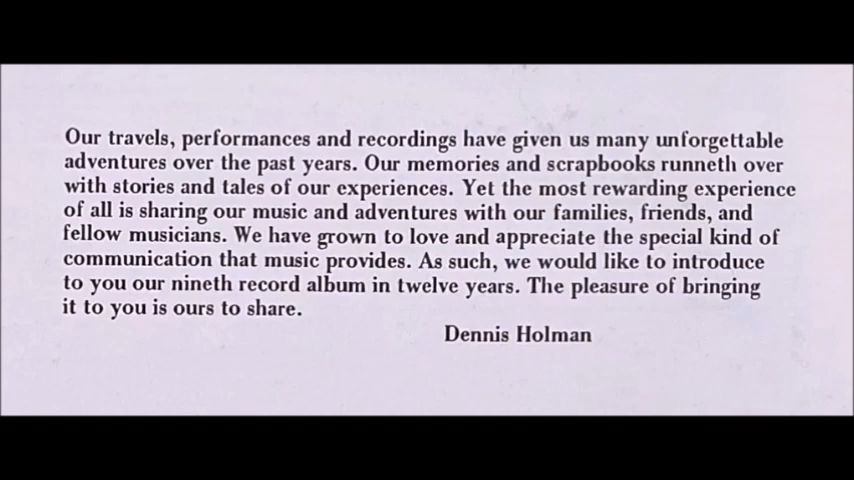 Our travels, performances and recordings have given us many unforgettable
adventures over the past years. Our memories and scrapbooks runneth over
with stories and tales of our experiences. Yet the most rewarding experience
of all is sharing our music and adventures with our families, friends, and
fellow musicians. We have grown to love and appreciate the special kind of
communication that music provides. As such, we would like to introduce
to you our nineth record album in twelve years. The pleasure of bringing
it to you is ours to share.
Dennis Holman